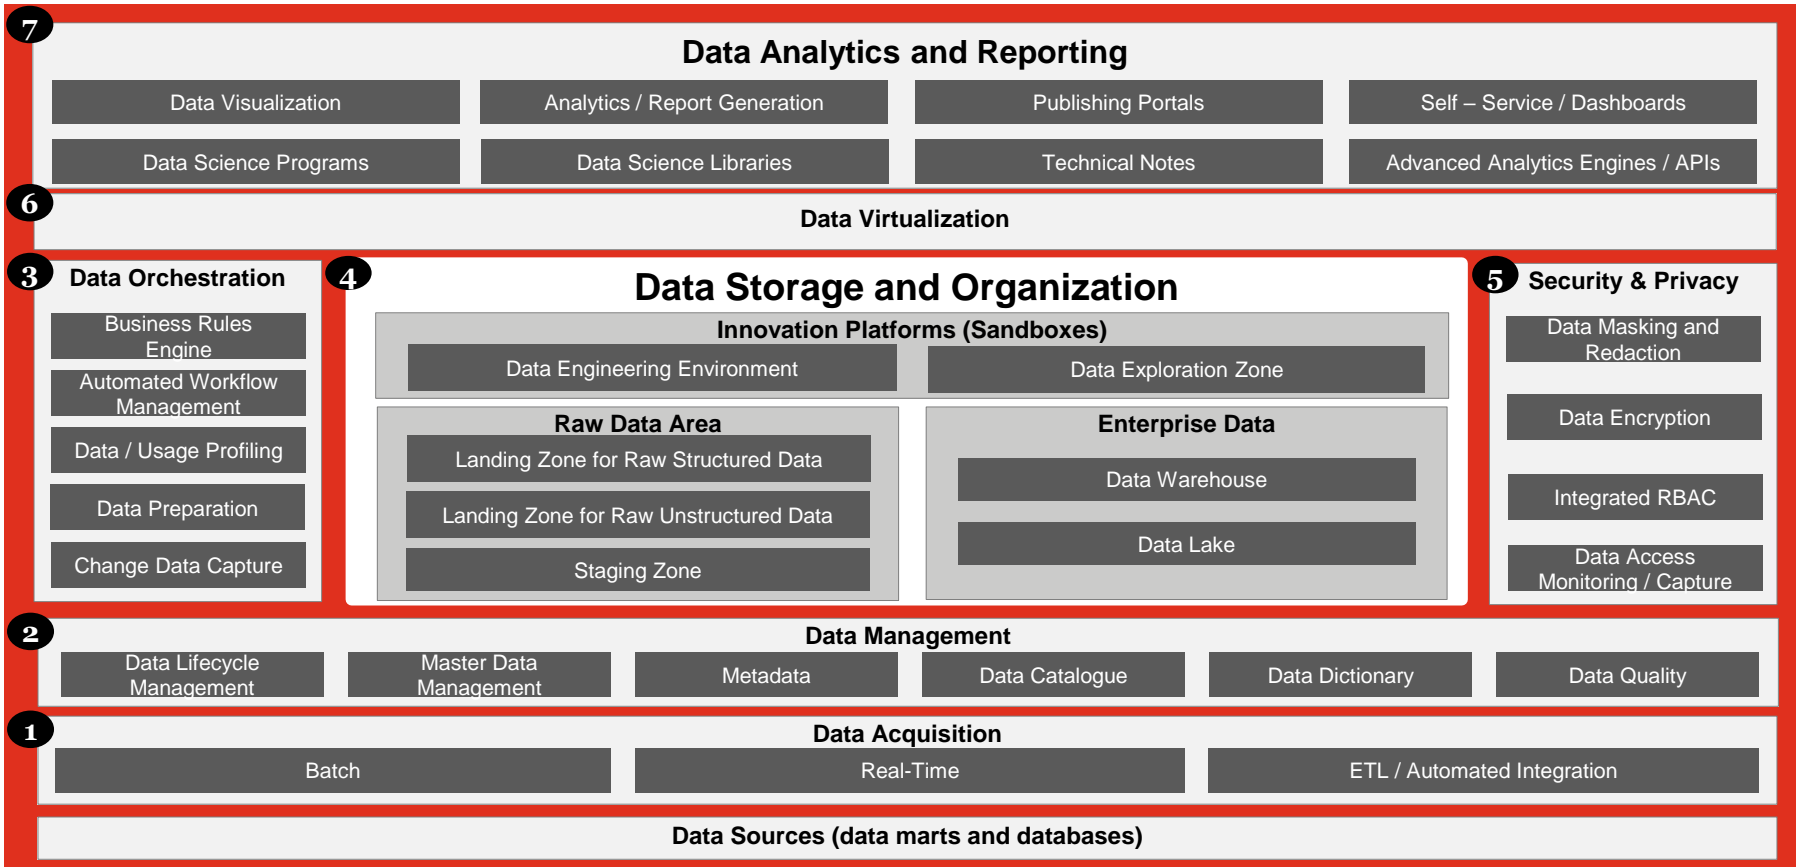 7
Data Analytics and Reporting
Data Visualization
Analytics / Report Generation
Publishing Portals
Self – Service / Dashboards
Data Science Programs
Data Science Libraries
Technical Notes
Advanced Analytics Engines / APIs
6
Data Virtualization
3
Data Orchestration
Business Rules
Engine
Automated Workflow
Management
Data / Usage Profiling
Data Preparation
Change Data Capture
4
Data Storage and Organization
Innovation Platforms (Sandboxes)
Data Engineering Environment
Data Exploration Zone
Raw Data Area
Landing Zone for Raw Structured Data
Landing Zone for Raw Unstructured Data
Staging Zone
Enterprise Data
Data Warehouse
Data Lake
5
Security & Privacy
Data Masking and
Redaction
Data Encryption
Integrated RBAC
Data Access
Monitoring / Capture
2
Data Management
Data Lifecycle
Management
Master Data
Management
Metadata
Data Catalogue
Data Dictionary
Data Quality
1
Data Acquisition
Batch
Real-Time
ETL / Automated Integration
Data Sources (data marts and databases)